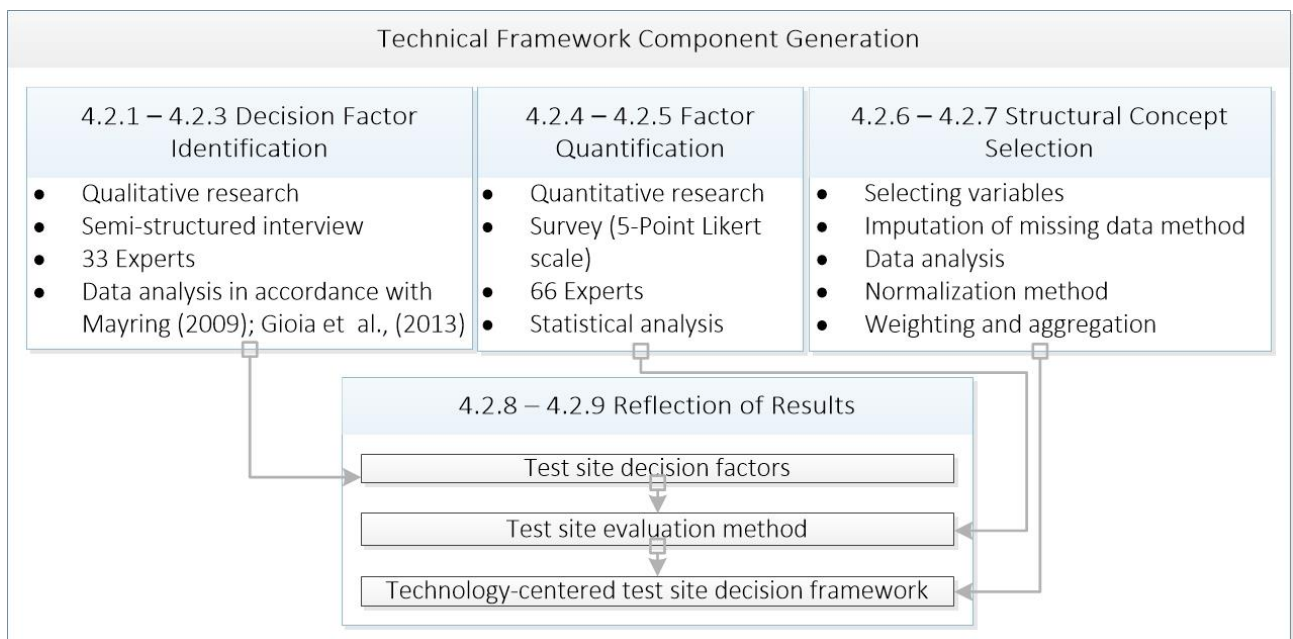 Technical Framework Component Generation
4.2.1 – 4.2.3 Decision Factor
Identification
● Qualitative research
● Semi-structured interview
● 33 Experts
● Data analysis in accordance with
Mayring (2009); Gioia et al., (2013)
4.2.4 – 4.2.5 Factor
Quantification
● Quantitative research
● Survey (5-Point Likert
scale)
● 66 Experts
● Statistical analysis
4.2.6 – 4.2.7 Structural Concept
Selection
● Selecting variables
● Imputation of missing data method
● Data analysis
● Normalization method
● Weighting and aggregation
4.2.8 – 4.2.9 Reflection of Results
Test site decision factors
Test site evaluation method
Technology-centered test site decision framework